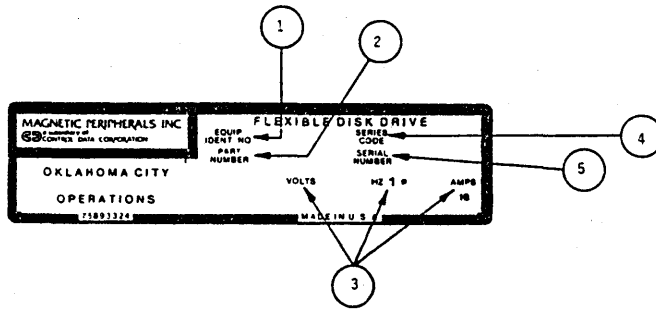 1
2
MAGNETIC PERIPHERALS INC
a subsidiary of
CONTROL DATA CORPORATION
FLEXIBLE DISK DRIVE
EQUIP
IDENT NO
SERIES
CODE
4
PART
NUMBER
SERIAL
NUMBER
5
OKLAHOMA CITY
OPERATIONS
VOLTS
HZ 1 P
AMPS
75893324
MADE IN U S
3